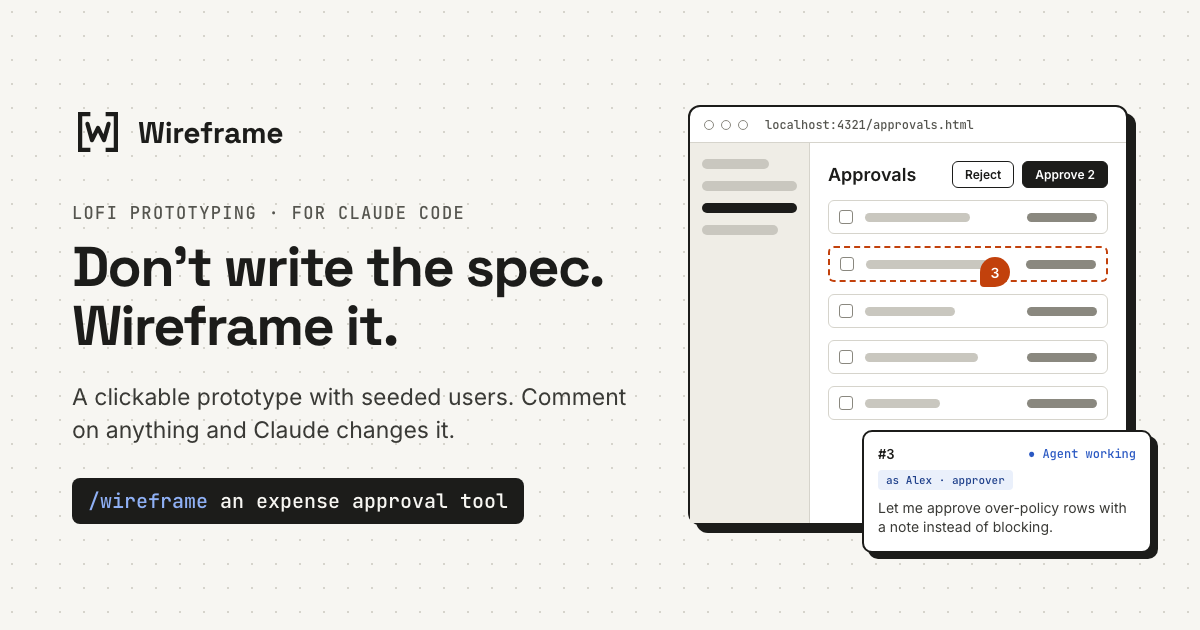 [W] Wireframe
LOFI PROTOTYPING · FOR CLAUDE CODE
Don’t write the spec.
Wireframe it.
A clickable prototype with seeded users. Comment
on anything and Claude changes it.
/wireframe an expense approval tool
localhost:4321/approvals.html
Approvals
Reject
Approve 2
3
#3
● Agent working
as Alex · approver
Let me approve over-policy rows with
a note instead of blocking.